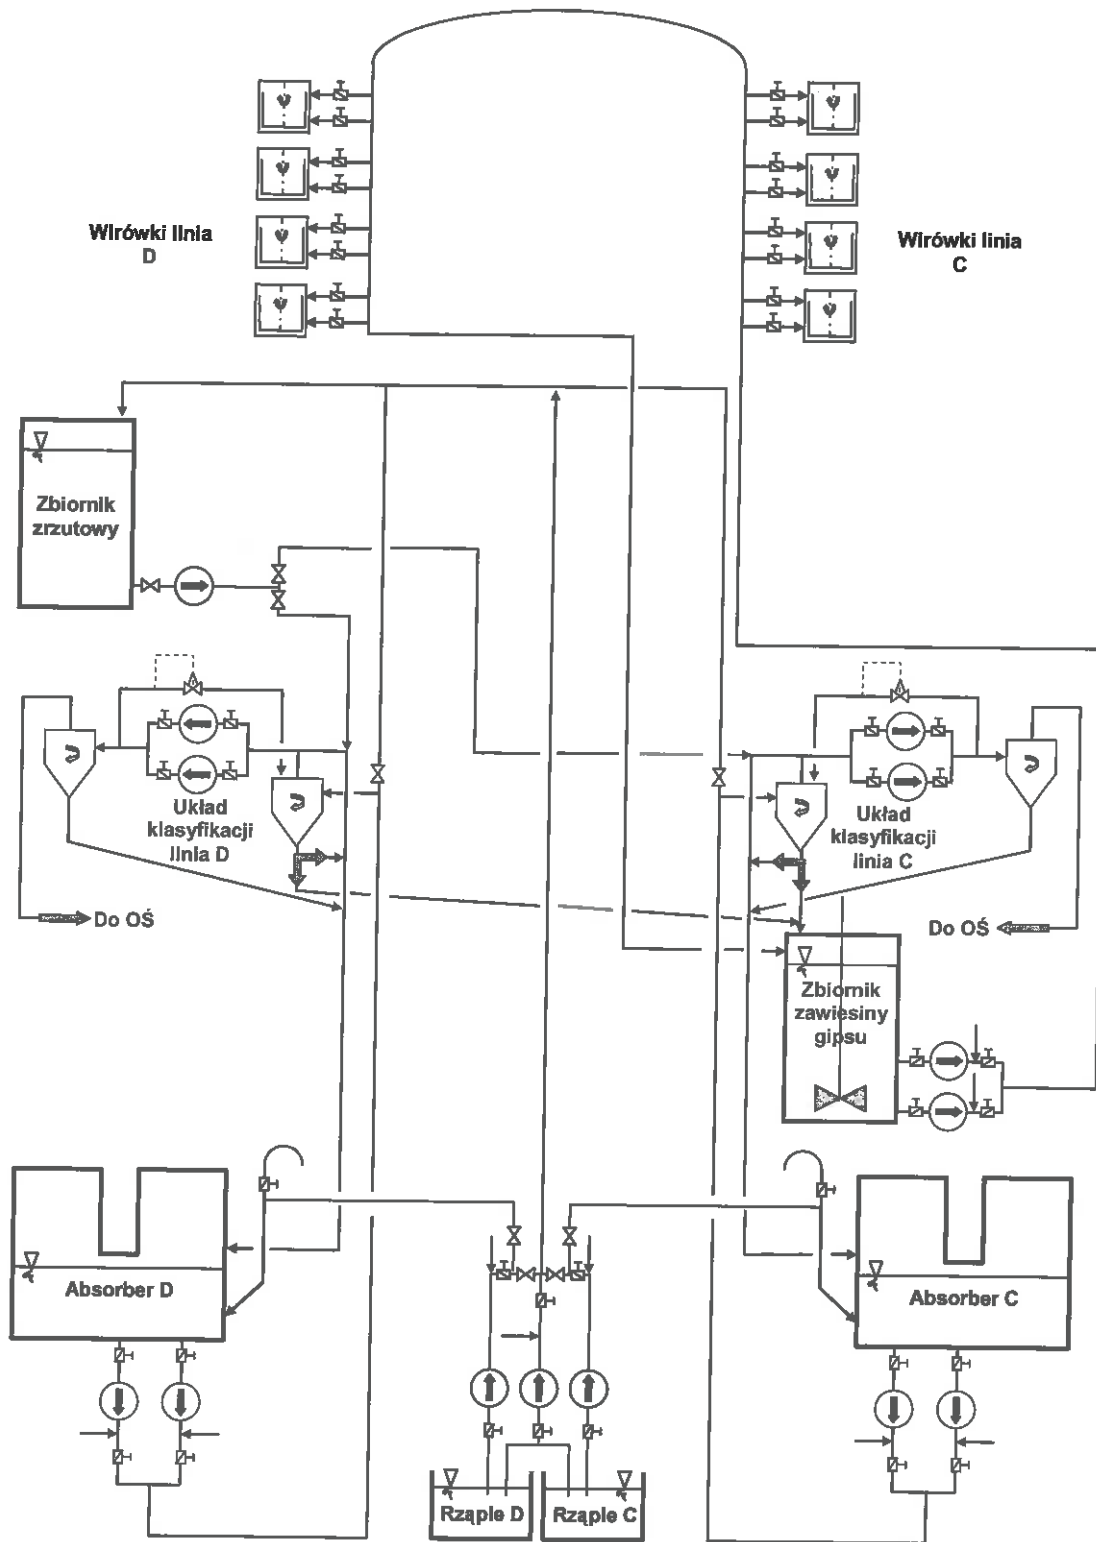 Wirówki linia
D
Wirówki linia
C
Zbiornik
zrzutowy
Układ
klasyfikacji
linia D
Układ
klasyfikacji
linia C
Do OŚ
Do OŚ
Zbiornik
zawiesiny
gipsu
Absorber D
Absorber C
Rząpie D
Rząpie C